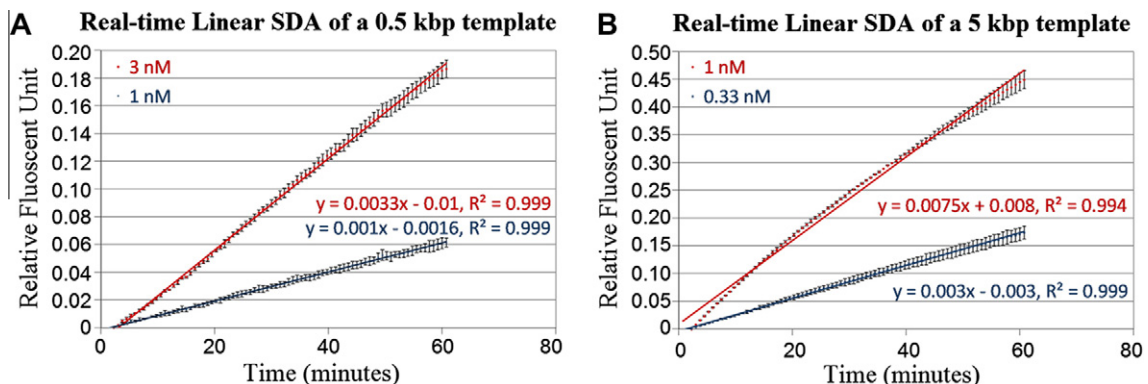 A
Real-time Linear SDA of a 0.5 kbp template
Relative Fluoscent Unit
0.20
0.18
0.16
0.14
0.12
0.10
0.08
0.06
0.04
0.02
0
· 3 nM
· 1 nM
y = 0.0033x - 0.01, R² = 0.999
y = 0.001x - 0.0016, R² = 0.999
0 20 40 60 80
Time (minutes)
B
Real-time Linear SDA of a 5 kbp template
Relative Fluoscent Unit
0.50
0.45
0.40
0.35
0.30
0.25
0.20
0.15
0.10
0.05
0
· 1 nM
· 0.33 nM
y = 0.0075x + 0.008, R² = 0.994
y = 0.003x - 0.003, R² = 0.999
0 20 40 60 80
Time (minutes)